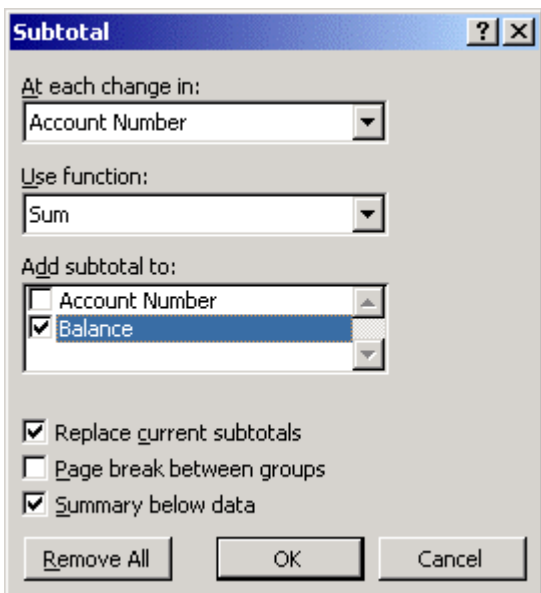 Subtotal
At each change in:
Account Number
Use function:
Sum
Add subtotal to:
Account Number
Balance
Replace current subtotals
Page break between groups
Summary below data
Remove All OK Cancel